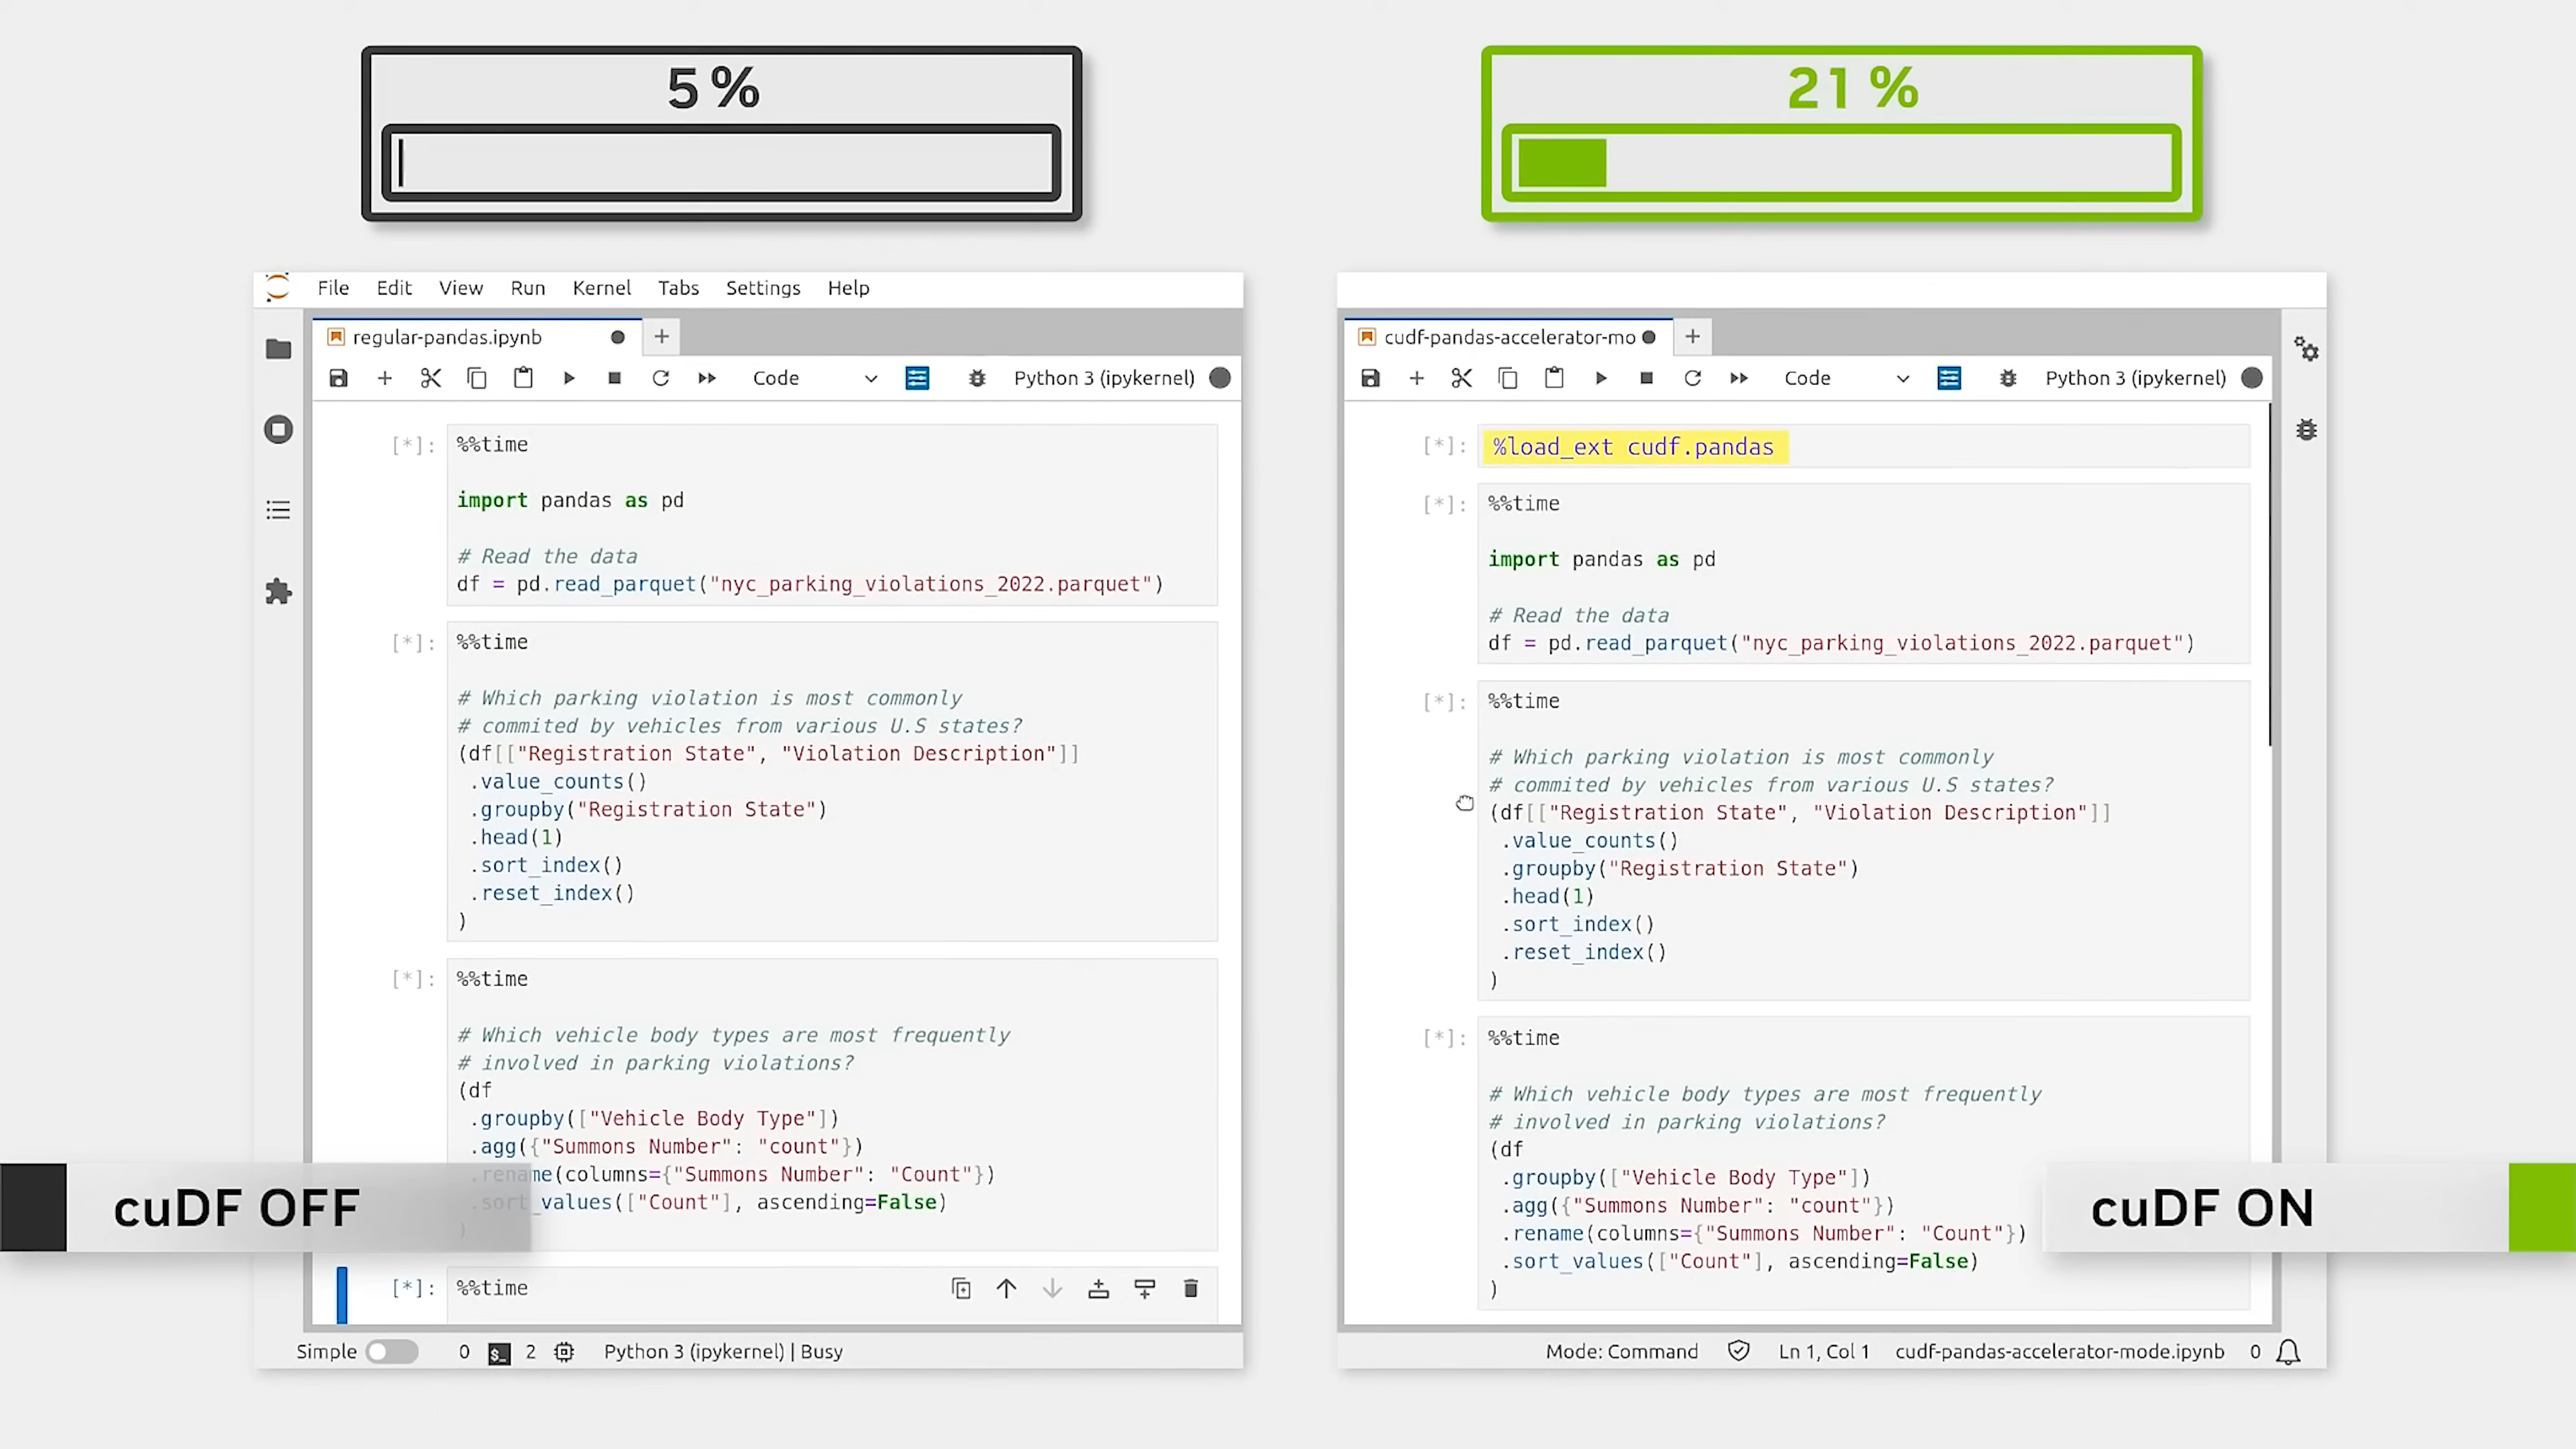 5 %
21 %
File Edit View Run Kernel Tabs Settings Help
regular-pandas.ipynb
Code
Python 3 (ipykernel)
[*]:
%%time
import pandas as pd
# Read the data
df = pd.read_parquet("nyc_parking_violations_2022.parquet")
[*]:
%%time
# Which parking violation is most commonly
# commited by vehicles from various U.S states?
(df[["Registration State", "Violation Description"]]
.value_counts()
.groupby("Registration State")
.head(1)
.sort_index()
.reset_index()
)
[*]:
%%time
# Which vehicle body types are most frequently
# involved in parking violations?
(df
.groupby(["Vehicle Body Type"])
.agg({"Summons Number": "count"})
.rename(columns={"Summons Number": "Count"})
.sort_values(["Count"], ascending=False)
)
[*]:
%%time
Simple 0 $_ 2 Python 3 (ipykernel) | Busy
cuDF OFF
cudf-pandas-accelerator-mo
Code
Python 3 (ipykernel)
[*]:
%load_ext cudf.pandas
[*]:
%%time
import pandas as pd
# Read the data
df = pd.read_parquet("nyc_parking_violations_2022.parquet")
[*]:
%%time
# Which parking violation is most commonly
# commited by vehicles from various U.S states?
(df[["Registration State", "Violation Description"]]
.value_counts()
.groupby("Registration State")
.head(1)
.sort_index()
.reset_index()
)
[*]:
%%time
# Which vehicle body types are most frequently
# involved in parking violations?
(df
.groupby(["Vehicle Body Type"])
.agg({"Summons Number": "count"})
.rename(columns={"Summons Number": "Count"})
.sort_values(["Count"], ascending=False)
)
Mode: Command Ln 1, Col 1 cudf-pandas-accelerator-mode.ipynb 0
cuDF ON